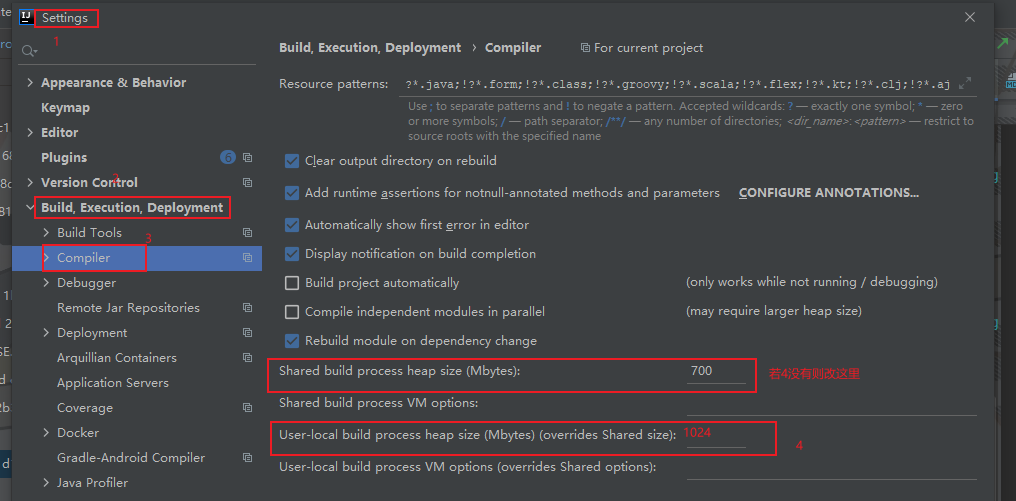 Settings
1
Build, Execution, Deployment › Compiler For current project
Resource patterns: ?*.java;!?*.form;!?*.class;!?*.groovy;!?*.scala;!?*.flex;!?*.kt;!?*.clj;!?*.aj
Use ; to separate patterns and ! to negate a pattern. Accepted wildcards: ? — exactly one symbol; * — zero
or more symbols; / — path separator; /**/ — any number of directories; <dir_name>:<pattern> — restrict to
source roots with the specified name
Appearance & Behavior
Keymap
Editor
Plugins 6
Version Control
2
Build, Execution, Deployment
3
Build Tools
Compiler
Debugger
Remote Jar Repositories
Deployment
Arquillian Containers
Application Servers
Coverage
Docker
Gradle-Android Compiler
Java Profiler
Clear output directory on rebuild
Add runtime assertions for notnull-annotated methods and parameters CONFIGURE ANNOTATIONS...
Automatically show first error in editor
Display notification on build completion
Build project automatically (only works while not running / debugging)
Compile independent modules in parallel (may require larger heap size)
Rebuild module on dependency change
Shared build process heap size (Mbytes): 700 若4没有则改这里
Shared build process VM options:
User-local build process heap size (Mbytes) (overrides Shared size): 1024
4
User-local build process VM options (overrides Shared options):